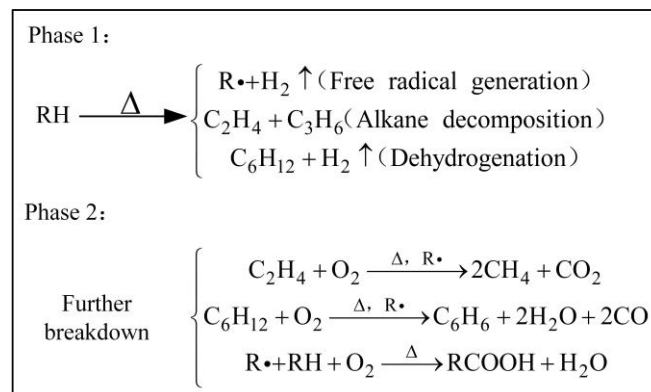 Phase 1:
R•+H₂ ↑(Free radical generation)
RH —Δ→ C₂H₄ + C₃H₆(Alkane decomposition)
C₆H₁₂ + H₂ ↑(Dehydrogenation)
Phase 2:
C₂H₄ + O₂ —Δ, R•→ 2CH₄ + CO₂
Further breakdown
C₆H₁₂ + O₂ —Δ, R•→ C₆H₆ + 2H₂O + 2CO
R•+RH + O₂ —Δ→ RCOOH + H₂O